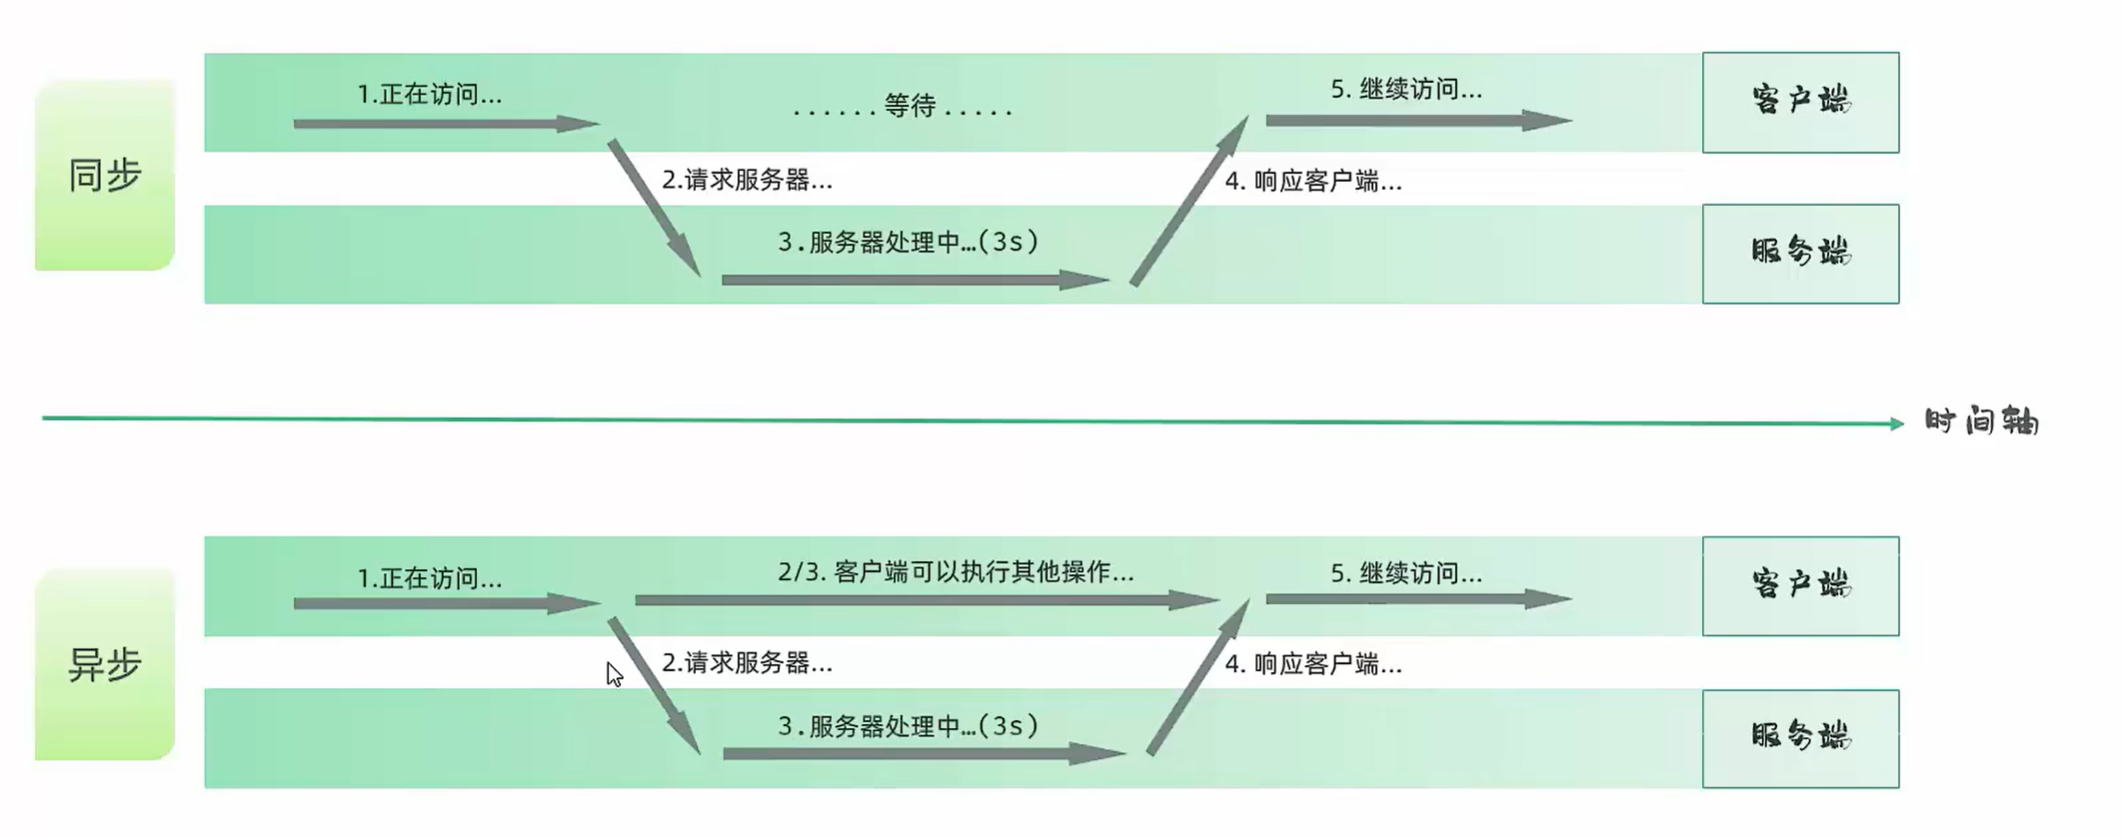 同步
1.正在访问...
......等待.....
5. 继续访问...
客户端
2.请求服务器...
4. 响应客户端...
3.服务器处理中...(3s)
服务端
时间轴
异步
1.正在访问...
2/3. 客户端可以执行其他操作...
5. 继续访问...
客户端
2.请求服务器...
4. 响应客户端...
3.服务器处理中...(3s)
服务端